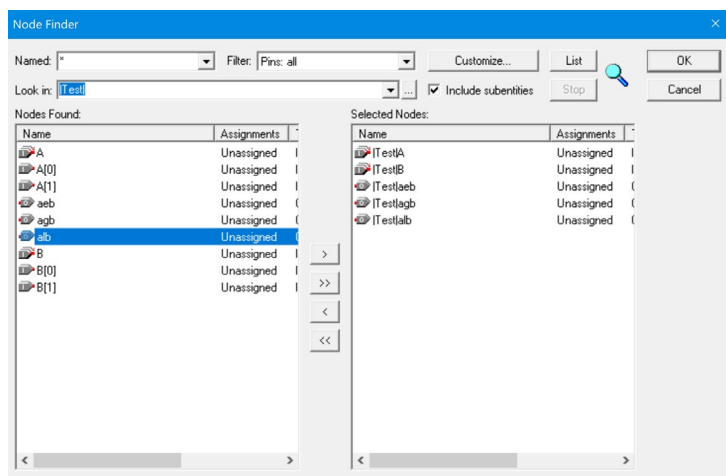 Node Finder
Named: * Filter: Pins: all Customize... List OK
Look in: |Test| ... Include subentities Stop Cancel
Nodes Found: Selected Nodes:
Name Assignments Name Assignments
A Unassigned |Test|A Unassigned
A[0] Unassigned |Test|B Unassigned
A[1] Unassigned |Test|aeb Unassigned
aeb Unassigned |Test|agb Unassigned
agb Unassigned |Test|alb Unassigned
alb Unassigned
B Unassigned >
B[0] Unassigned >>
B[1] Unassigned <
<<